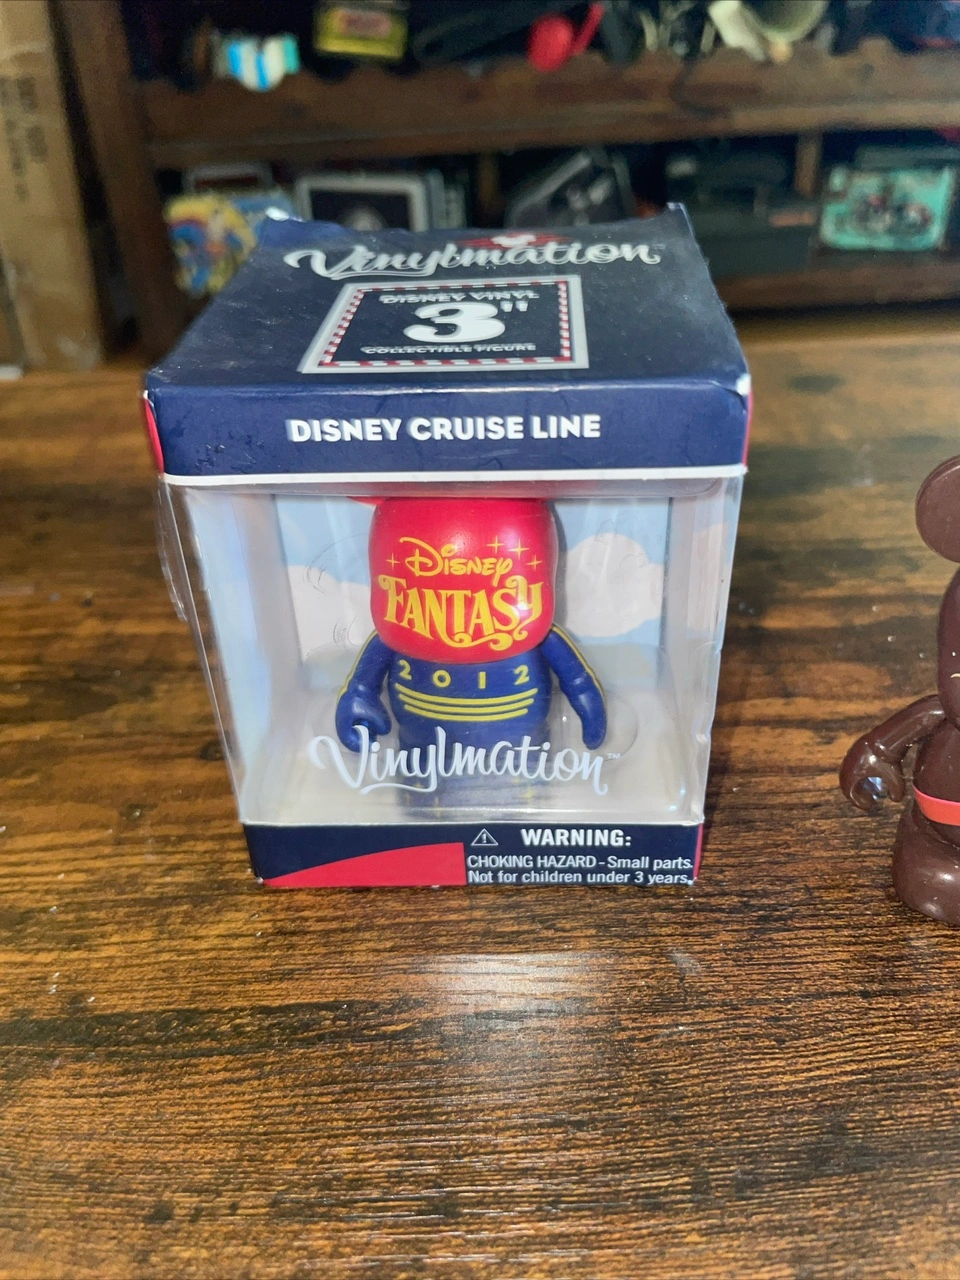 Vinylmation
DISNEY VINYL
3"
COLLECTIBLE FIGURE
DISNEY CRUISE LINE
Disney
FANTASY
2012
Vinylmation™
WARNING:
CHOKING HAZARD - Small parts.
Not for children under 3 years.